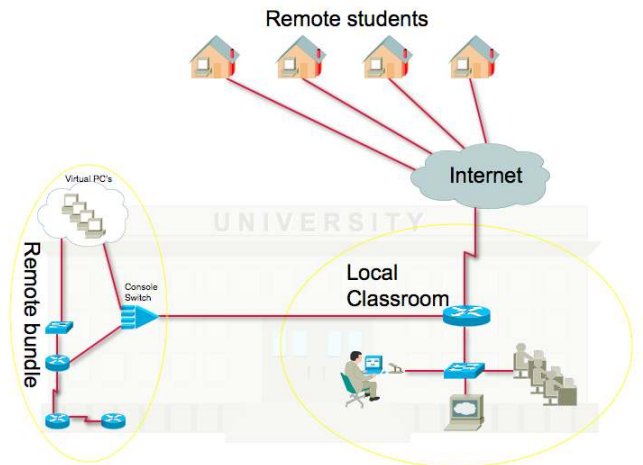 Remote students
Internet
Virtual PC's
UNIVERSITY
Local
Classroom
Console
Switch
Remote bundle